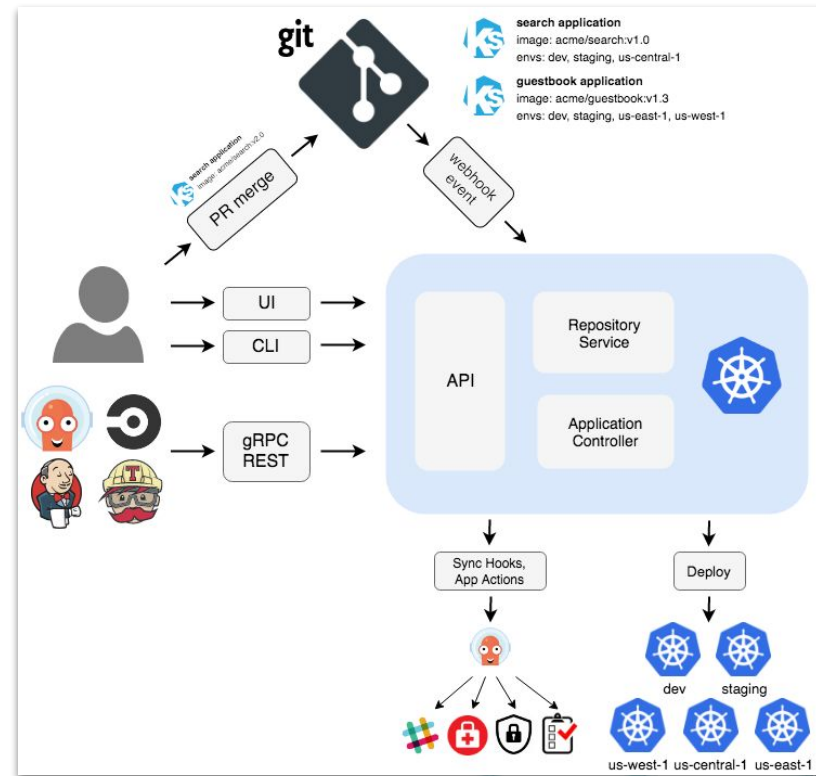 git
search application
image: acme/search:v1.0
envs: dev, staging, us-central-1
guestbook application
image: acme/guestbook:v1.3
envs: dev, staging, us-east-1, us-west-1
search application
image: acme/search:v2.0
PR merge
webhook
event
UI
CLI
gRPC
REST
API
Repository
Service
Application
Controller
Sync Hooks,
App Actions
Deploy
dev
staging
us-west-1
us-central-1
us-east-1